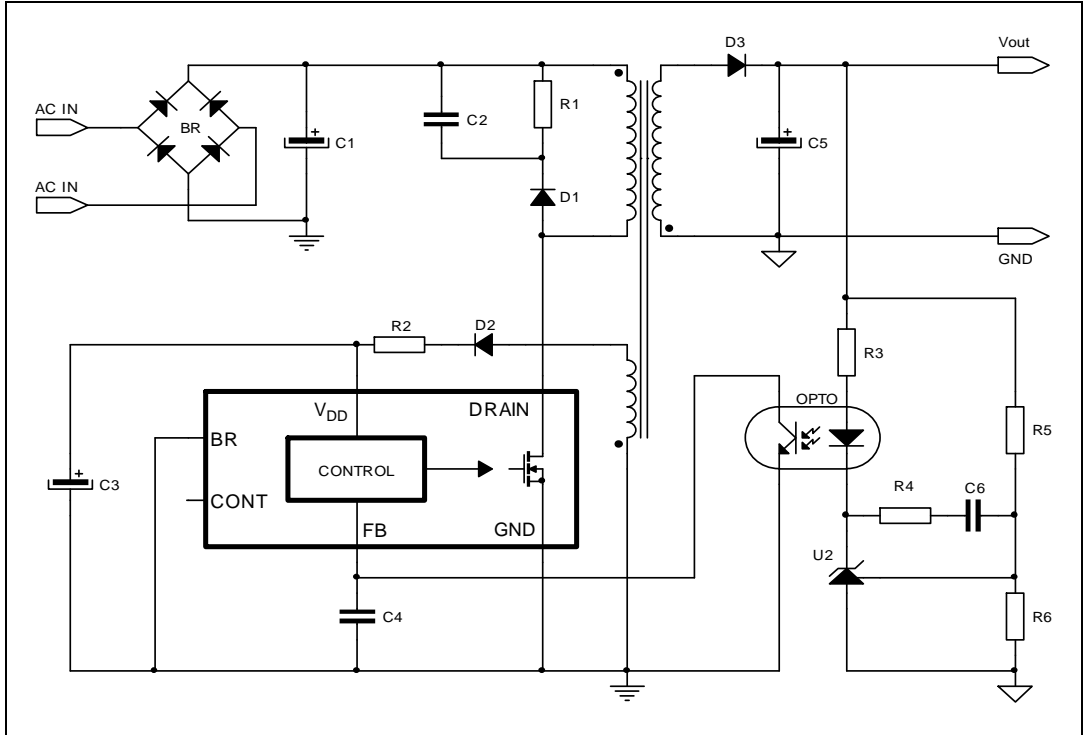 D3
Vout
AC IN
BR
R1
C2
C1
C5
AC IN
D1
GND
R2
D2
R3
OPTO
VDD
DRAIN
BR
R5
CONTROL
C3
CONT
R4
C6
FB
GND
U2
C4
R6